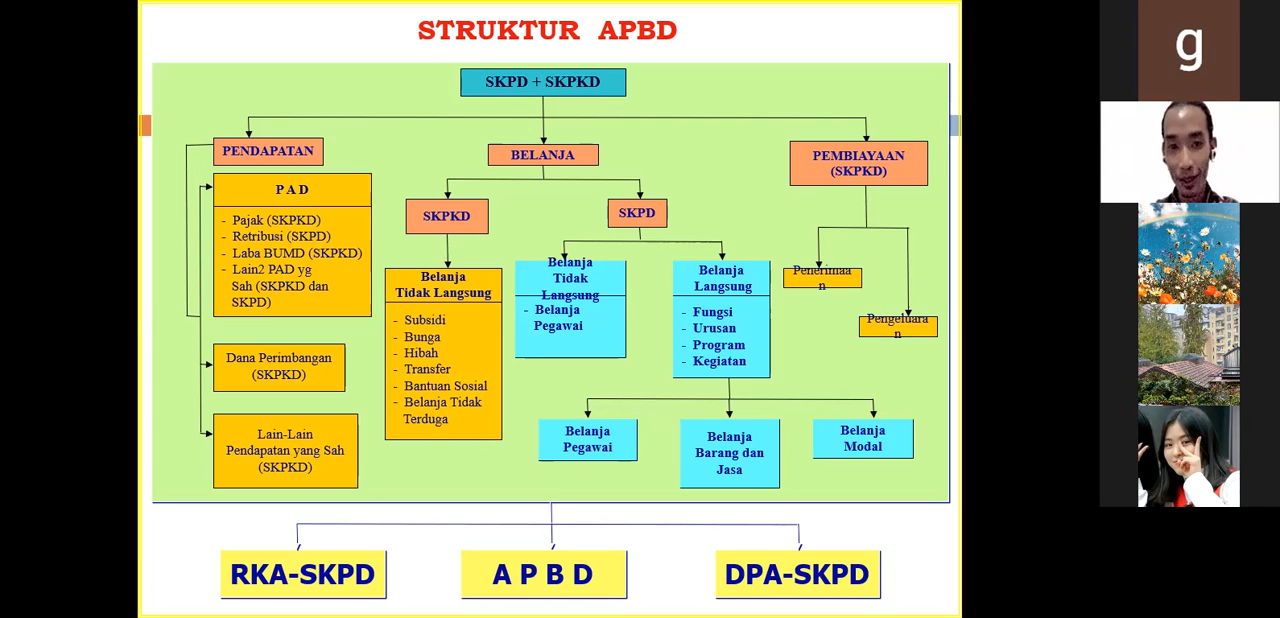 STRUKTUR APBD
SKPD + SKPKD
PENDAPATAN
P A D
- Pajak (SKPKD)
- Retribusi (SKPD)
- Laba BUMD (SKPKD)
- Lain2 PAD yg
Sah (SKPKD dan
SKPD)
Dana Perimbangan
(SKPKD)
Lain-Lain
Pendapatan yang Sah
(SKPKD)
BELANJA
SKPKD
Belanja
Tidak Langsung
- Subsidi
- Bunga
- Hibah
- Transfer
- Bantuan Sosial
- Belanja Tidak
Terduga
SKPD
Belanja
Tidak
Langsung
- Belanja
Pegawai
Belanja
Langsung
- Fungsi
- Urusan
- Program
- Kegiatan
Belanja
Pegawai
Belanja
Barang dan
Jasa
Belanja
Modal
PEMBIAYAAN
(SKPKD)
Penerimaa
n
Pengeluara
n
RKA-SKPD
A P B D
DPA-SKPD
g